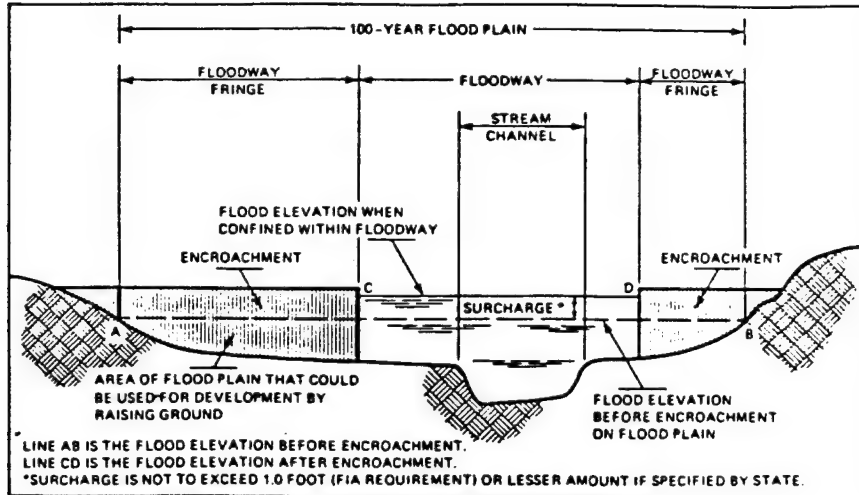 100-YEAR FLOOD PLAIN
FLOODWAY
FRINGE
FLOODWAY
FLOODWAY
FRINGE
STREAM
CHANNEL
FLOOD ELEVATION WHEN
CONFINED WITHIN FLOODWAY
ENCROACHMENT
ENCROACHMENT
C
D
SURCHARGE*
A
B
AREA OF FLOOD PLAIN THAT COULD
BE USED FOR DEVELOPMENT BY
RAISING GROUND
FLOOD ELEVATION
BEFORE ENCROACHMENT
ON FLOOD PLAIN
LINE AB IS THE FLOOD ELEVATION BEFORE ENCROACHMENT.
LINE CD IS THE FLOOD ELEVATION AFTER ENCROACHMENT.
*SURCHARGE IS NOT TO EXCEED 1.0 FOOT (FIA REQUIREMENT) OR LESSER AMOUNT IF SPECIFIED BY STATE.